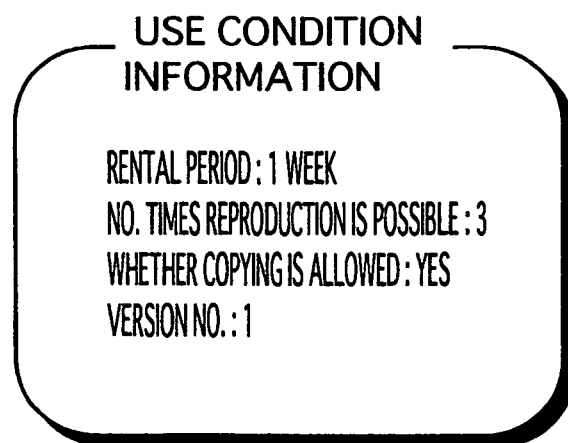 USE CONDITION
INFORMATION
RENTAL PERIOD : 1 WEEK
NO. TIMES REPRODUCTION IS POSSIBLE : 3
WHETHER COPYING IS ALLOWED : YES
VERSION NO. : 1